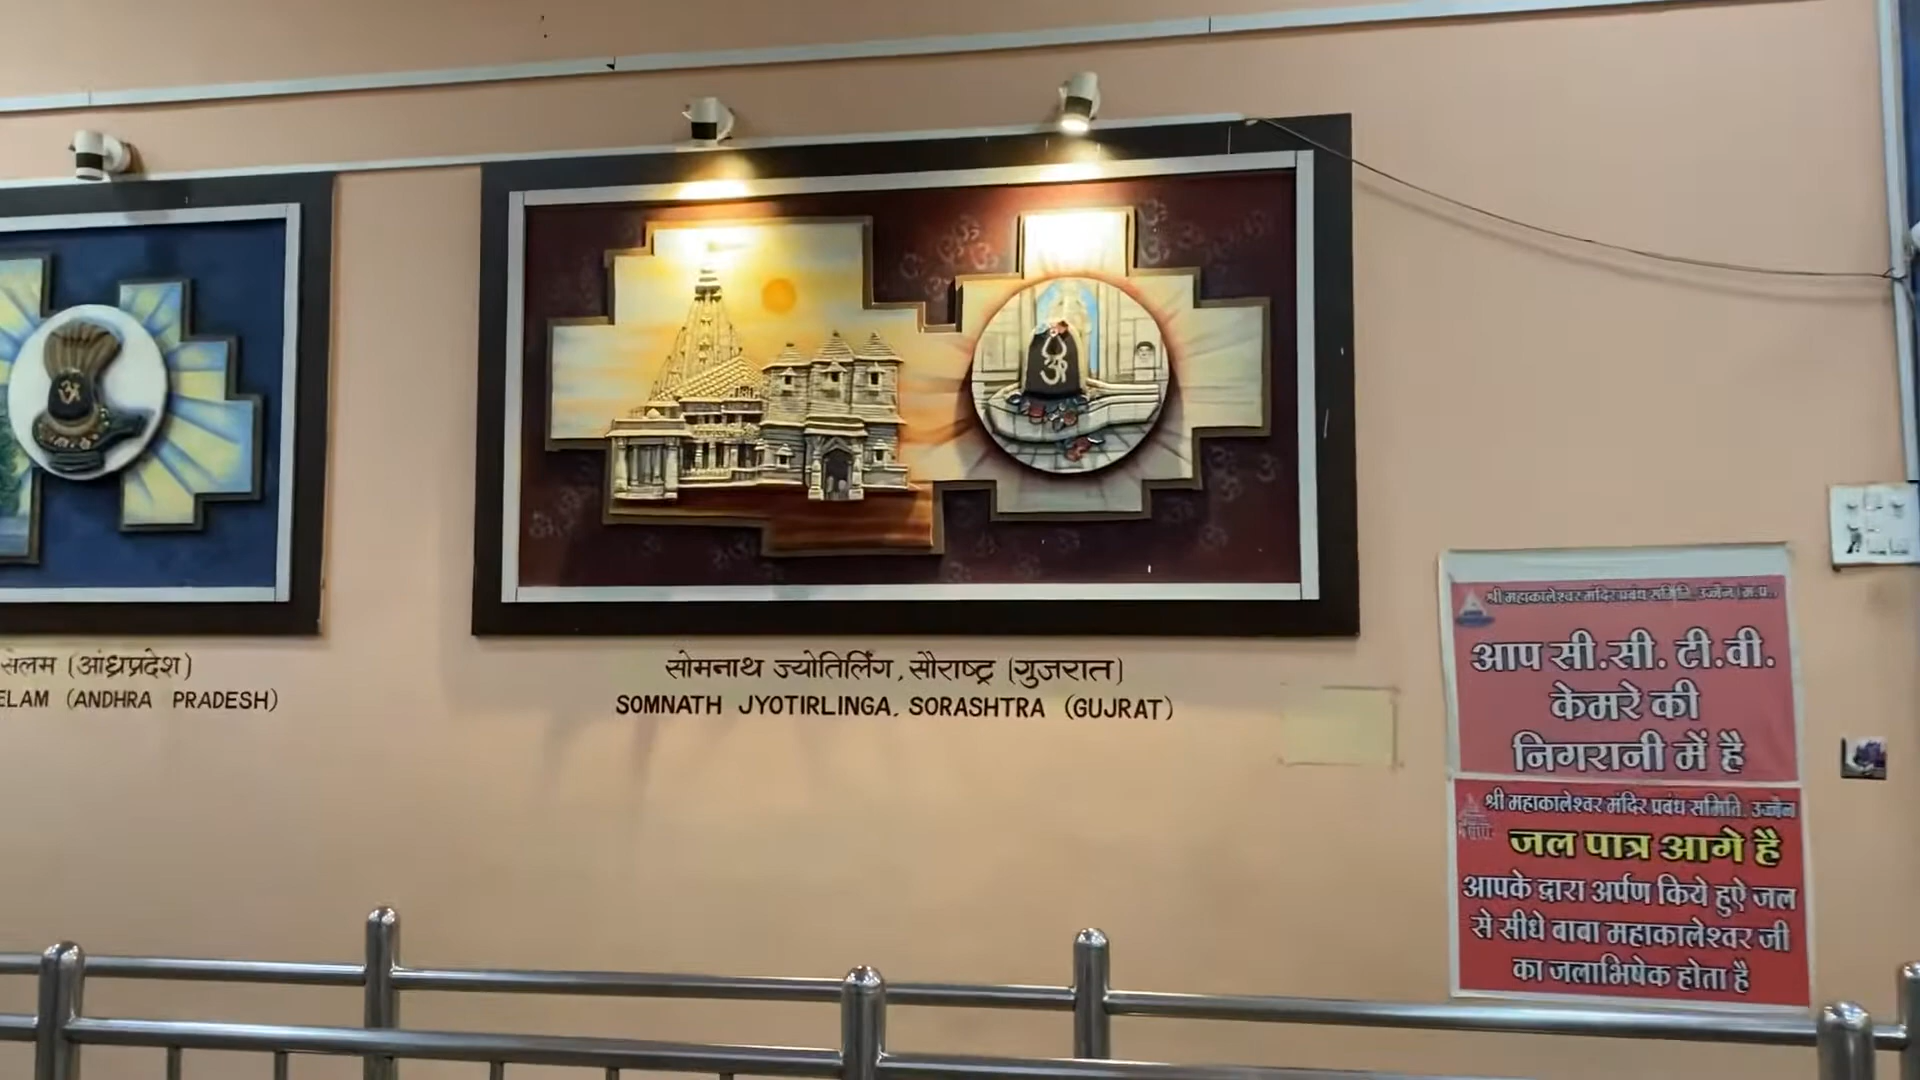 सेलम (आंध्रप्रदेश)
ELAM (ANDHRA PRADESH)
सोमनाथ ज्योतिर्लिंग, सौराष्ट्र (गुजरात)
SOMNATH JYOTIRLINGA, SORASHTRA (GUJRAT)
श्री महाकालेश्वर मंदिर प्रबंध समिति, उज्जैन (म.प्र.)
आप सी.सी. टी.वी.
केमरे की
निगरानी में है
श्री महाकालेश्वर मंदिर प्रबंध समिति, उज्जैन
जल पात्र आगे है
आपके द्वारा अर्पण किये हुऐ जल
से सीधे बाबा महाकालेश्वर जी
का जलाभिषेक होता है